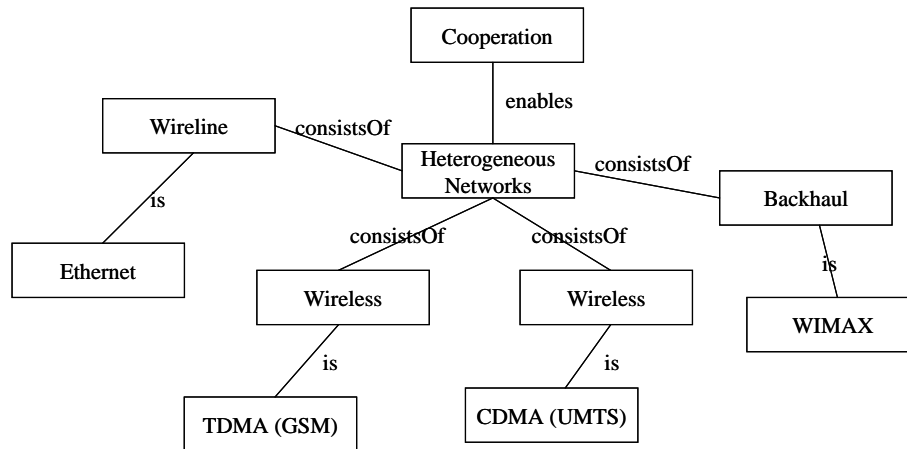 Cooperation
enables
Wireline
consistsOf
Heterogeneous
Networks
consistsOf
Backhaul
is
Ethernet
consistsOf
consistsOf
is
Wireless
Wireless
WIMAX
is
is
TDMA (GSM)
CDMA (UMTS)